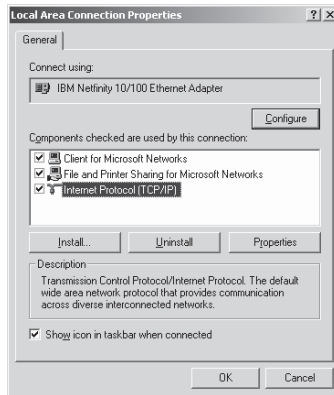 Local Area Connection Properties
General
Connect using:
IBM Netfinity 10/100 Ethernet Adapter
Configure
Components checked are used by this connection:
Client for Microsoft Networks
File and Printer Sharing for Microsoft Networks
Internet Protocol (TCP/IP)
Install... Uninstall Properties
Description
Transmission Control Protocol/Internet Protocol. The default
wide area network protocol that provides communication
across diverse interconnected networks.
Show icon in taskbar when connected
OK Cancel